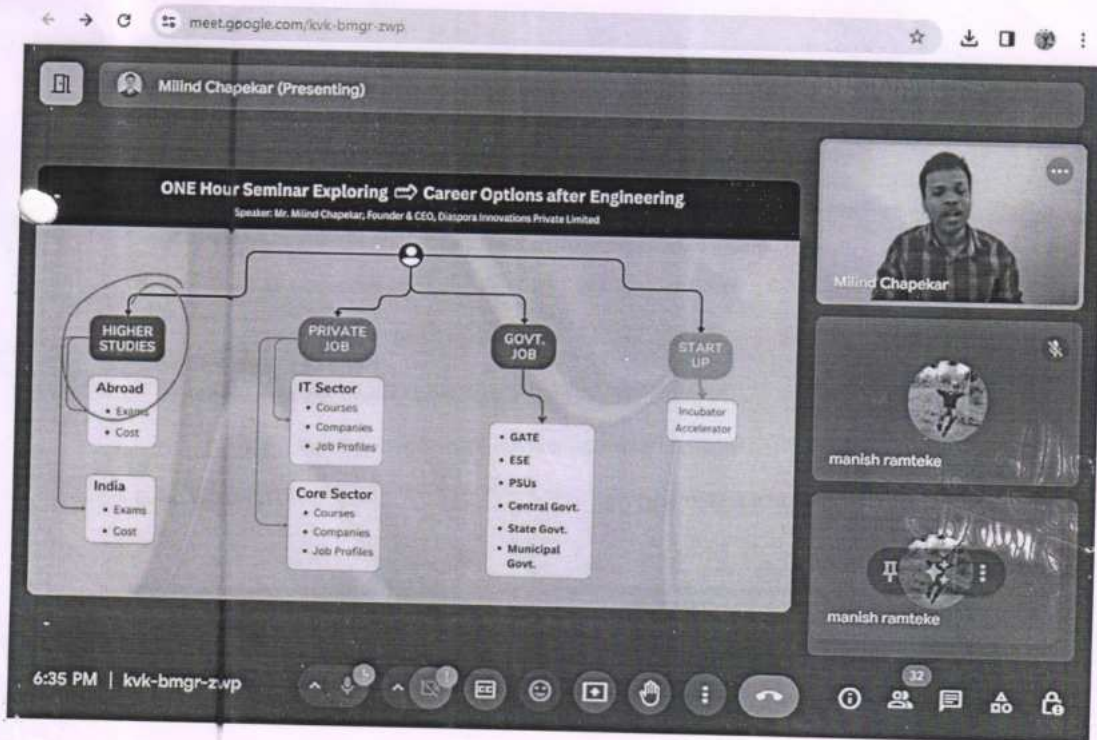 meet.google.com/kvk-bmgr-zwp
Milind Chapekar (Presenting)
ONE Hour Seminar Exploring ⇨ Career Options after Engineering
Speaker: Mr. Milind Chapekar, Founder & CEO, Diaspora Innovations Private Limited
HIGHER
STUDIES
Abroad
• Exams
• Cost
India
• Exams
• Cost
PRIVATE
JOB
IT Sector
• Courses
• Companies
• Job Profiles
Core Sector
• Courses
• Companies
• Job Profiles
GOVT.
JOB
• GATE
• ESE
• PSUs
• Central Govt.
• State Govt.
• Municipal
Govt.
START
UP
Incubator
Accelerator
Milind Chapekar
manish ramteke
manish ramteke
6:35 PM | kvk-bmgr-zwp
CC
32